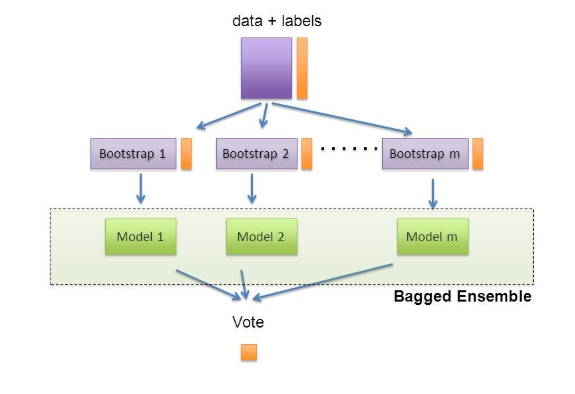 data + labels
Bootstrap 1
Bootstrap 2
......
Bootstrap m
Model 1
Model 2
Model m
Bagged Ensemble
Vote